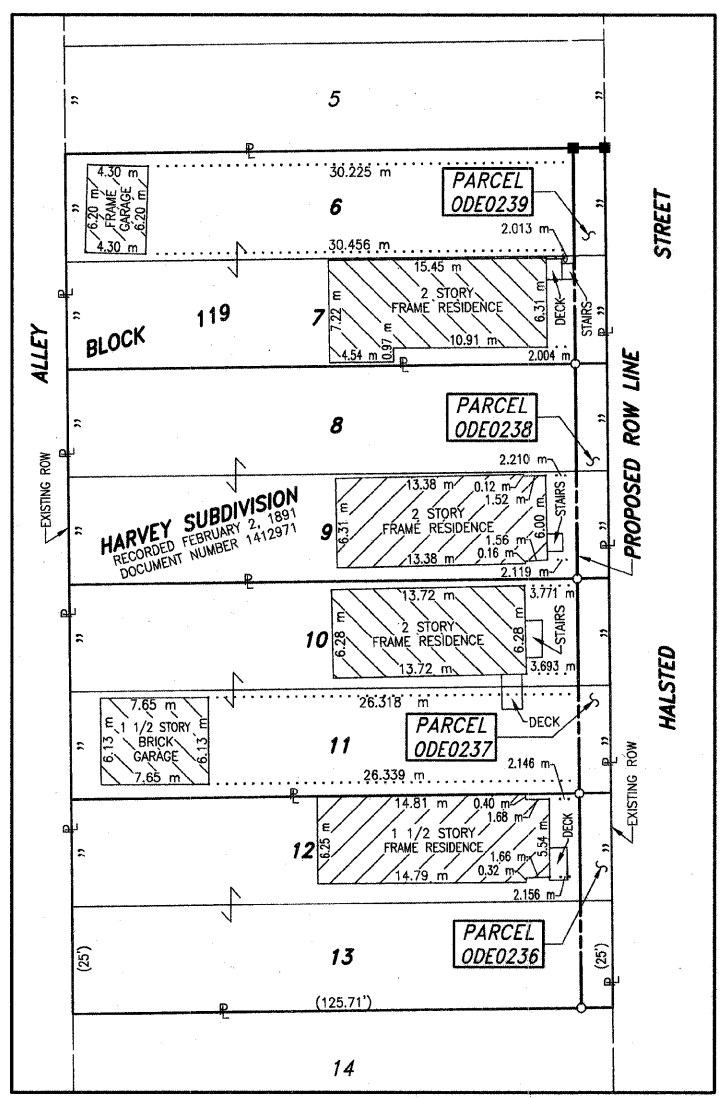 5
"
"
P/L
4.30 m
6.20 m
FRAME
GARAGE
6.20 m
4.30 m
30.225 m
6
30.456 m
PARCEL
ODE0239
2.013 m
"
"
STREET
15.45 m
2 STORY
FRAME RESIDENCE
7.22 m
6.31 m
DECK
STAIRS
7
119
BLOCK
ALLEY
4.54 m
0.97 m
10.91 m
2.004 m
P/L
P/L
P/L
"
"
8
PARCEL
ODE0238
2.210 m
"
"
PROPOSED ROW LINE
P/L
EXISTING ROW
13.38 m
0.12 m
1.52 m
2 STORY
FRAME RESIDENCE
6.31 m
6.00 m
STAIRS
1.56 m
0.16 m
13.38 m
2.119 m
9
HARVEY SUBDIVISION
RECORDED FEBRUARY 2, 1891
DOCUMENT NUMBER 1412971
"
"
P/L
P/L
P/L
P/L
13.72 m
3.771 m
2 STORY
FRAME RESIDENCE
6.28 m
6.28 m
STAIRS
13.72 m
3.693 m
10
"
"
7.65 m
26.318 m
DECK
1 1/2 STORY
BRICK
GARAGE
6.13 m
6.13 m
7.65 m
11
PARCEL
ODE0237
26.339 m
2.146 m
HALSTED
"
"
P/L
P/L
P/L
EXISTING ROW
14.81 m
0.40 m
1.68 m
1 1/2 STORY
FRAME RESIDENCE
6.25 m
5.54 m
DECK
1.66 m
0.32 m
14.79 m
2.156 m
12
"
"
13
PARCEL
ODE0236
(25')
(25')
P/L
(125.71')
P/L
14